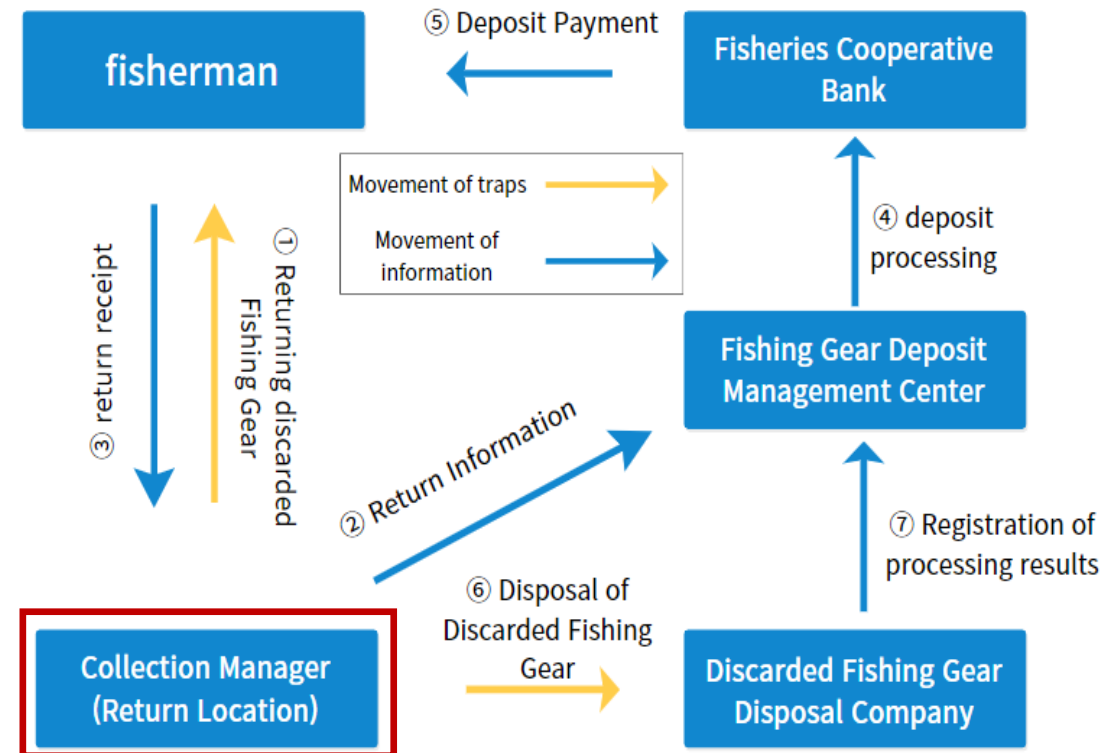 ⑤ Deposit Payment
fisherman
Fisheries Cooperative
Bank
Movement of traps
Movement of
information
④ deposit
processing
③ return receipt
① Returning discarded
Fishing Gear
Fishing Gear Deposit
Management Center
② Return Information
⑦ Registration of
processing results
⑥ Disposal of
Discarded Fishing
Gear
Collection Manager
(Return Location)
Discarded Fishing Gear
Disposal Company